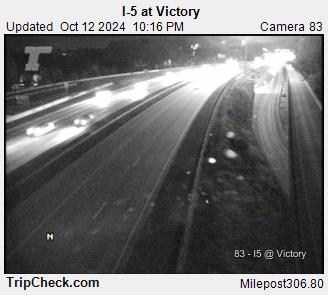 I-5 at Victory
Updated Oct 12 2024 10:16 PM Camera 83
T
N
83 - I5 @ Victory
TripCheck.com Milepost306.80